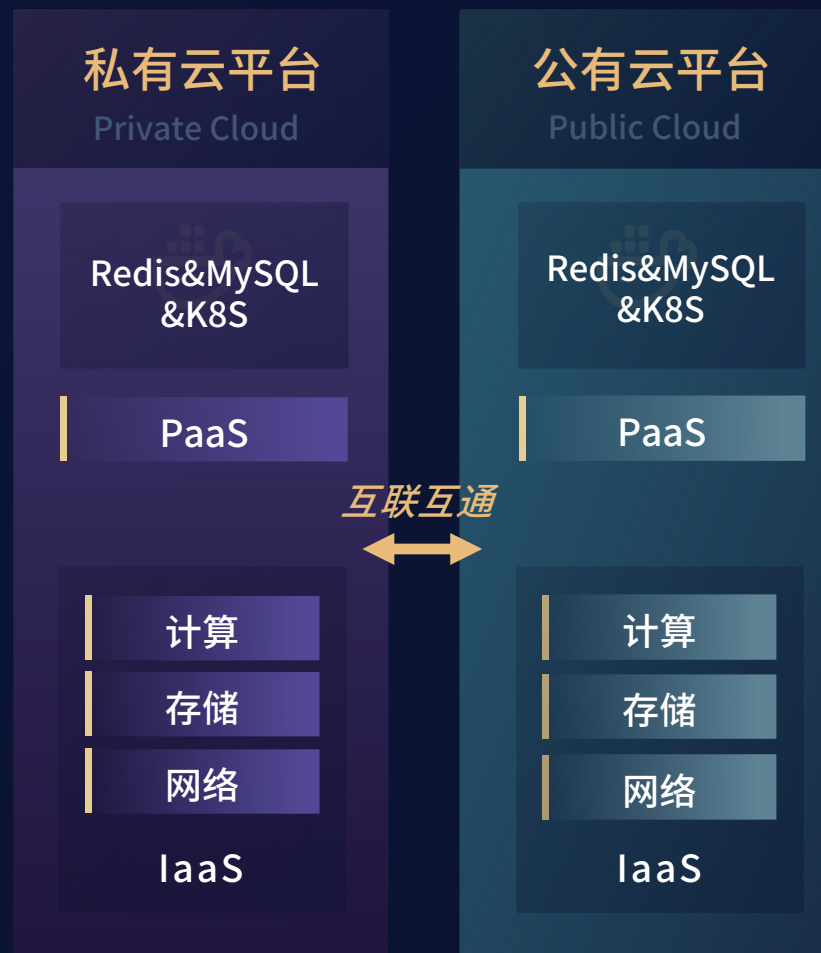 私有云平台
Private Cloud
Redis&MySQL
&K8S
PaaS
计算
存储
网络
IaaS
互联互通
公有云平台
Public Cloud
Redis&MySQL
&K8S
PaaS
计算
存储
网络
IaaS